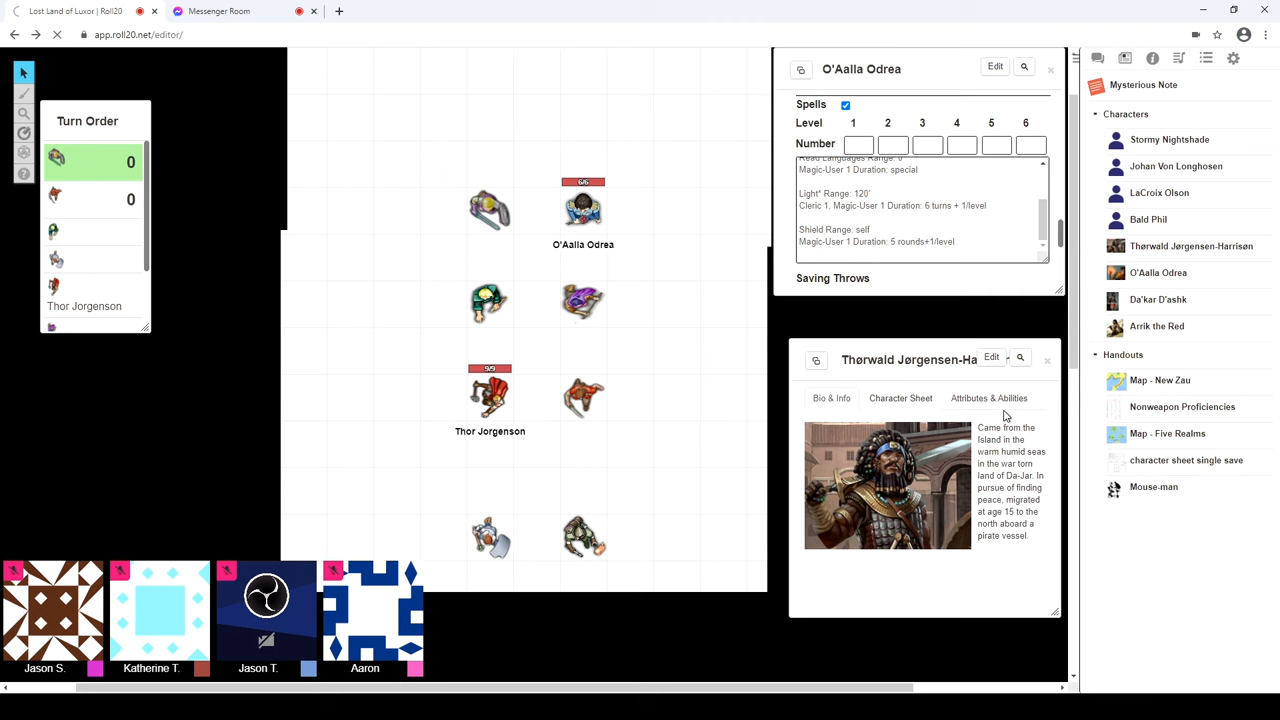 Lost Land of Luxor | Roll20
Messenger Room
app.roll20.net/editor/
Turn Order
0
0
Thor Jorgenson
6/6
O'Aalla Odrea
9/9
Thor Jorgenson
O'Aalla Odrea
Edit
Spells
Level 1 2 3 4 5 6
Number
Read Languages Range: 0
Magic-User 1 Duration: special
Light* Range: 120'
Cleric 1, Magic-User 1 Duration: 6 turns + 1/level
Shield Range: self
Magic-User 1 Duration: 5 rounds+1/level
Saving Throws
Thørwald Jørgensen-Ha
Edit
Bio & Info
Character Sheet
Attributes & Abilities
Came from the
Island in the
warm humid seas
in the war torn
land of Da-Jar. In
pursue of finding
peace, migrated
at age 15 to the
north aboard a
pirate vessel.
Mysterious Note
Characters
Stormy Nightshade
Johan Von Longhosen
LaCroix Olson
Bald Phil
Thørwald Jørgensen-Harrisøn
O'Aalla Odrea
Da'kar D'ashk
Arrik the Red
Handouts
Map - New Zau
Nonweapon Proficiencies
Map - Five Realms
character sheet single save
Mouse-man
Jason S.
Katherine T.
Jason T.
Aaron